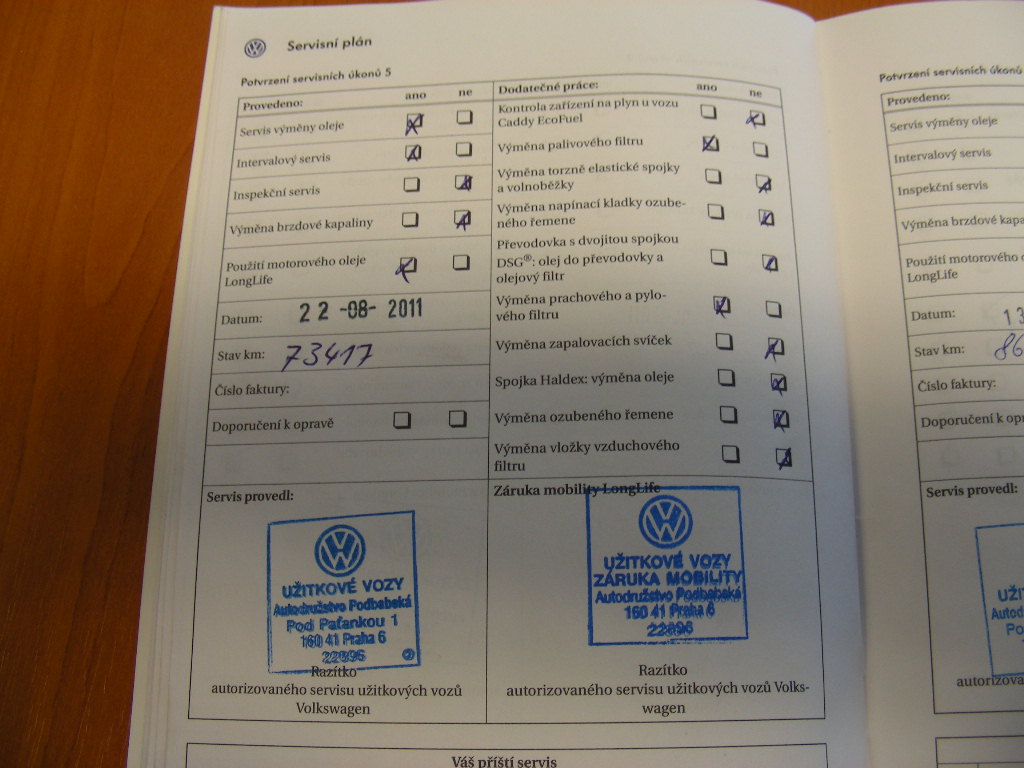 Servisní plán
Potvrzení servisních úkonů 5
Provedeno: ano ne
Servis výměny oleje
Intervalový servis
Inspekční servis
Výměna brzdové kapaliny
Použití motorového oleje
LongLife
Datum: 22-08-2011
Stav km: 73417
Číslo faktury:
Doporučení k opravě
Dodatečné práce: ano ne
Kontrola zařízení na plyn u vozu
Caddy EcoFuel
Výměna palivového filtru
Výměna torzně elastické spojky
a volnoběžky
Výměna napínací kladky ozube-
ného řemene
Převodovka s dvojitou spojkou
DSG®: olej do převodovky a
olejový filtr
Výměna prachového a pylo-
vého filtru
Výměna zapalovacích svíček
Spojka Haldex: výměna oleje
Výměna ozubeného řemene
Výměna vložky vzduchového
filtru
Servis provedl:
UŽITKOVÉ VOZY
Autodružstvo Podbabská
Pod Paťankou 1
160 41 Praha 6
22896
Razítko
autorizovaného servisu užitkových vozů
Volkswagen
Záruka mobility LongLife
UŽITKOVÉ VOZY
ZÁRUKA MOBILITY
Autodružstvo Podbabská
160 41 Praha 6
22896
Razítko
autorizovaného servisu užitkových vozů Volks-
wagen
Váš příští servis
Potvrzení servisních úkonů
Provedeno:
Servis výměny oleje
Intervalový servis
Inspekční servis
Výměna brzdové
Použití motorového
LongLife
Datum: 13
Stav km: 86
Číslo faktury:
Doporučení k
Servis provedl: